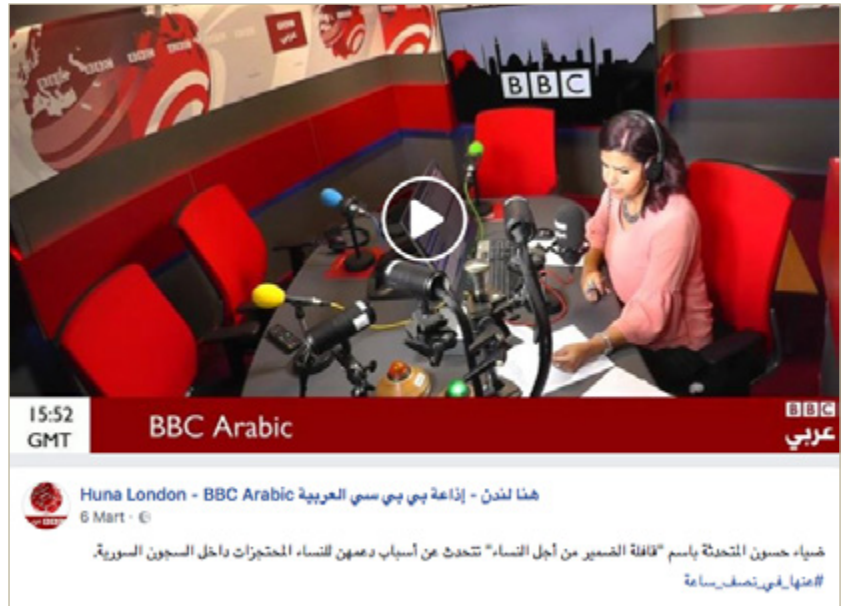 BBC
15:52
GMT
BBC Arabic
BBC
عربي
Huna London - BBC Arabic هنا لندن - إذاعة بي بي سي العربية
6 Mart ·
ضياء حسون المتحدثة باسم "قافلة الضمير من أجل النساء" تتحدث عن أسباب دعمهن للنساء المحتجزات داخل السجون السورية.
#عنها_في_نصف_ساعة